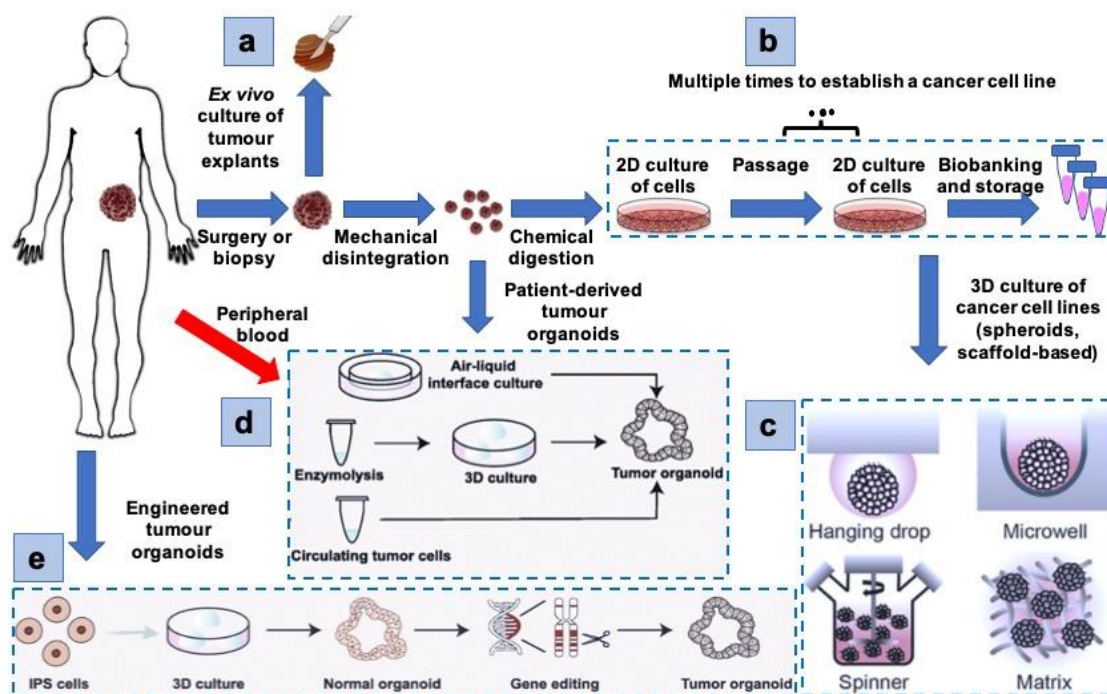 a
Ex vivo
culture of
tumour
explants
Surgery or
biopsy
Mechanical
disintegration
Chemical
digestion
b
Multiple times to establish a cancer cell line
2D culture
of cells
Passage
2D culture
of cells
Biobanking
and storage
3D culture of
cancer cell lines
(spheroids,
scaffold-based)
Patient-derived
tumour
organoids
Peripheral
blood
d
Air-liquid
interface culture
Enzymolysis
3D culture
Tumor organoid
Circulating tumor cells
c
Hanging drop
Microwell
Spinner
Matrix
Engineered
tumour
organoids
e
IPS cells
3D culture
Normal organoid
Gene editing
Tumor organoid